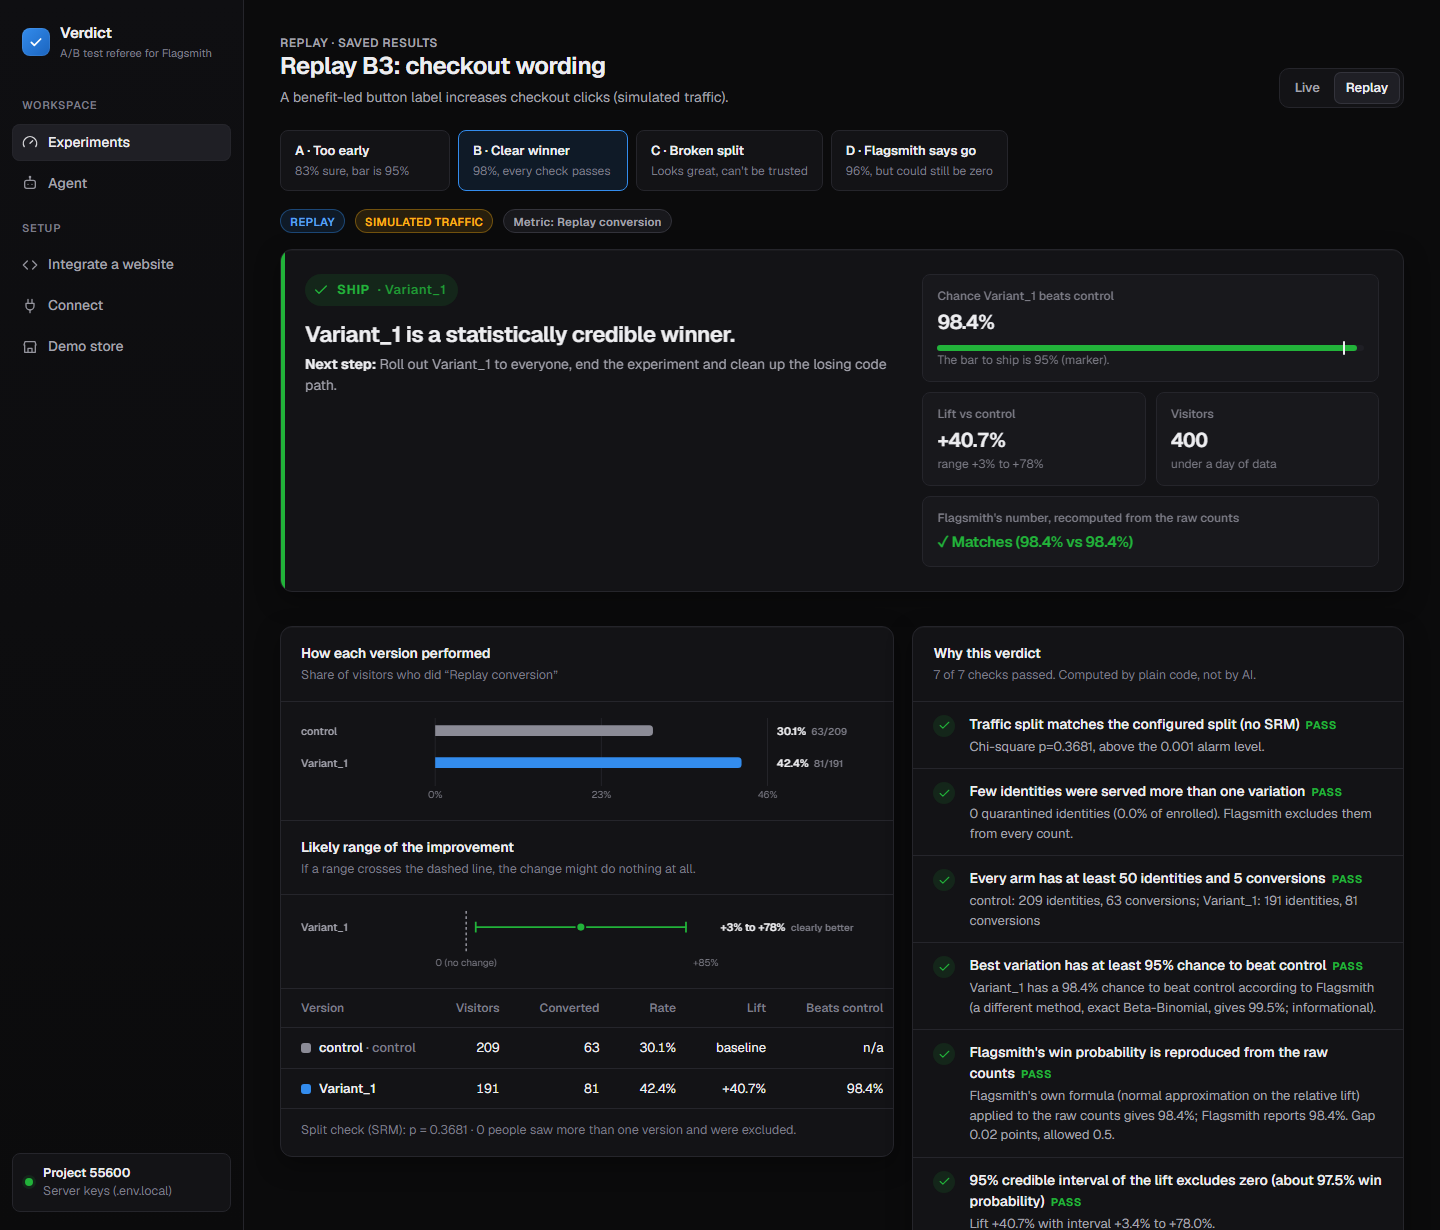 Verdict
A/B test referee for Flagsmith
WORKSPACE
Experiments
Agent
SETUP
Integrate a website
Connect
Demo store
Project 55600
Server keys (.env.local)
REPLAY · SAVED RESULTS
Replay B3: checkout wording
A benefit-led button label increases checkout clicks (simulated traffic).
Live
Replay
A · Too early
83% sure, bar is 95%
B · Clear winner
98%, every check passes
C · Broken split
Looks great, can't be trusted
D · Flagsmith says go
96%, but could still be zero
REPLAY
SIMULATED TRAFFIC
Metric: Replay conversion
SHIP · Variant_1
Variant_1 is a statistically credible winner.
Next step: Roll out Variant_1 to everyone, end the experiment and clean up the losing code
path.
Chance Variant_1 beats control
98.4%
The bar to ship is 95% (marker).
Lift vs control
+40.7%
range +3% to +78%
Visitors
400
under a day of data
Flagsmith's number, recomputed from the raw counts
✓ Matches (98.4% vs 98.4%)
How each version performed
Share of visitors who did “Replay conversion”
control
30.1% 63/209
Variant_1
42.4% 81/191
0%
23%
46%
Likely range of the improvement
If a range crosses the dashed line, the change might do nothing at all.
Variant_1
+3% to +78% clearly better
0 (no change)
+85%
Version Visitors Converted Rate Lift Beats control
control · control 209 63 30.1% baseline n/a
Variant_1 191 81 42.4% +40.7% 98.4%
Split check (SRM): p = 0.3681 · 0 people saw more than one version and were excluded.
Why this verdict
7 of 7 checks passed. Computed by plain code, not by AI.
Traffic split matches the configured split (no SRM) PASS
Chi-square p=0.3681, above the 0.001 alarm level.
Few identities were served more than one variation PASS
0 quarantined identities (0.0% of enrolled). Flagsmith excludes them
from every count.
Every arm has at least 50 identities and 5 conversions PASS
control: 209 identities, 63 conversions; Variant_1: 191 identities, 81
conversions
Best variation has at least 95% chance to beat control PASS
Variant_1 has a 98.4% chance to beat control according to Flagsmith
(a different method, exact Beta-Binomial, gives 99.5%; informational).
Flagsmith's win probability is reproduced from the raw
counts PASS
Flagsmith's own formula (normal approximation on the relative lift)
applied to the raw counts gives 98.4%; Flagsmith reports 98.4%. Gap
0.02 points, allowed 0.5.
95% credible interval of the lift excludes zero (about 97.5% win
probability) PASS
Lift +40.7% with interval +3.4% to +78.0%.